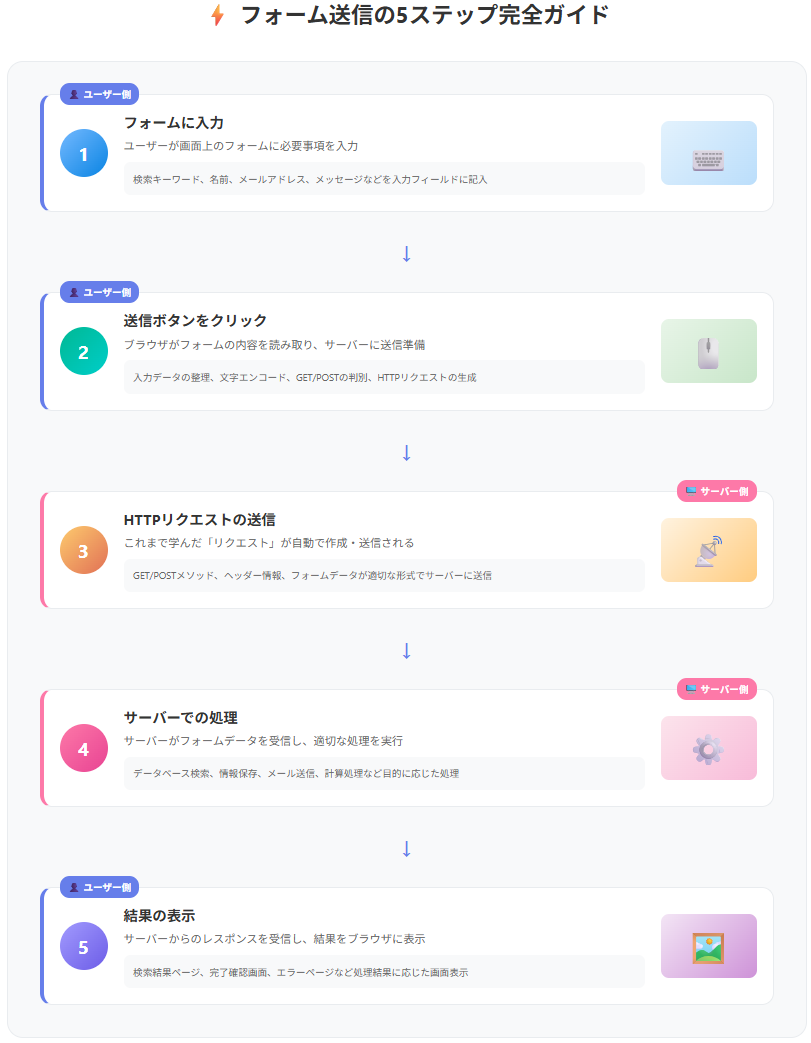 フォーム送信の5ステップ完全ガイド
ユーザー側
1
フォームに入力
ユーザーが画面上のフォームに必要事項を入力
検索キーワード、名前、メールアドレス、メッセージなどを入力フィールドに記入
↓
ユーザー側
2
送信ボタンをクリック
ブラウザがフォームの内容を読み取り、サーバーに送信準備
入力データの整理、文字エンコード、GET/POSTの判別、HTTPリクエストの生成
↓
サーバー側
3
HTTPリクエストの送信
これまで学んだ「リクエスト」が自動で作成・送信される
GET/POSTメソッド、ヘッダー情報、フォームデータが適切な形式でサーバーに送信
↓
サーバー側
4
サーバーでの処理
サーバーがフォームデータを受信し、適切な処理を実行
データベース検索、情報保存、メール送信、計算処理など目的に応じた処理
↓
ユーザー側
5
結果の表示
サーバーからのレスポンスを受信し、結果をブラウザに表示
検索結果ページ、完了確認画面、エラーページなど処理結果に応じた画面表示